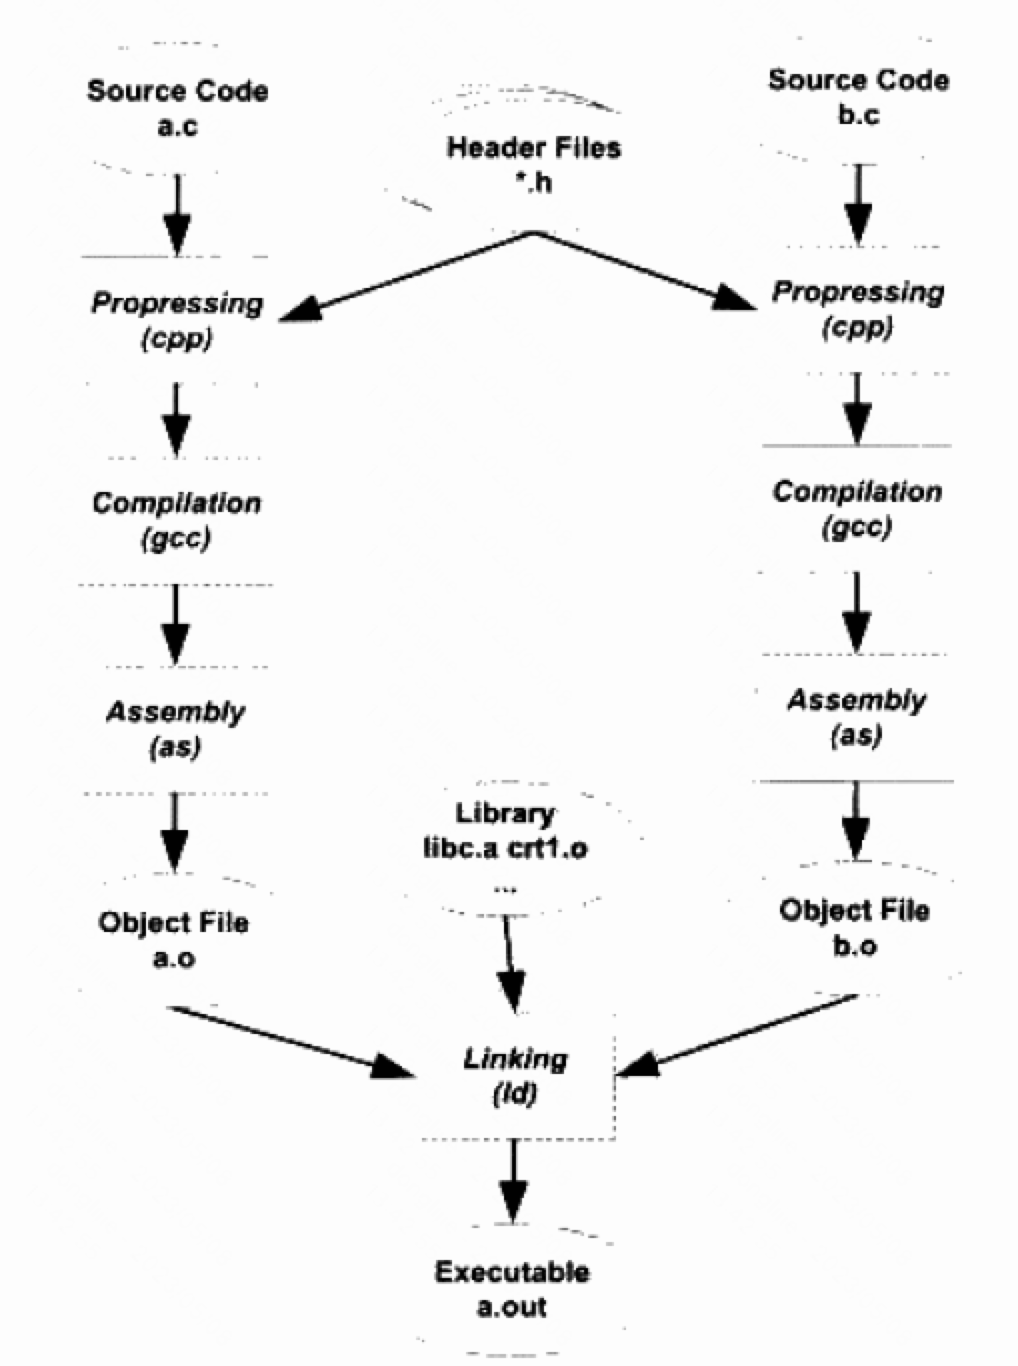 Source Code
a.c
Header Files
*.h
Source Code
b.c
Propressing
(cpp)
Propressing
(cpp)
Compilation
(gcc)
Compilation
(gcc)
Assembly
(as)
Assembly
(as)
Library
libc.a crt1.o
...
Object File
a.o
Object File
b.o
Linking
(ld)
Executable
a.out